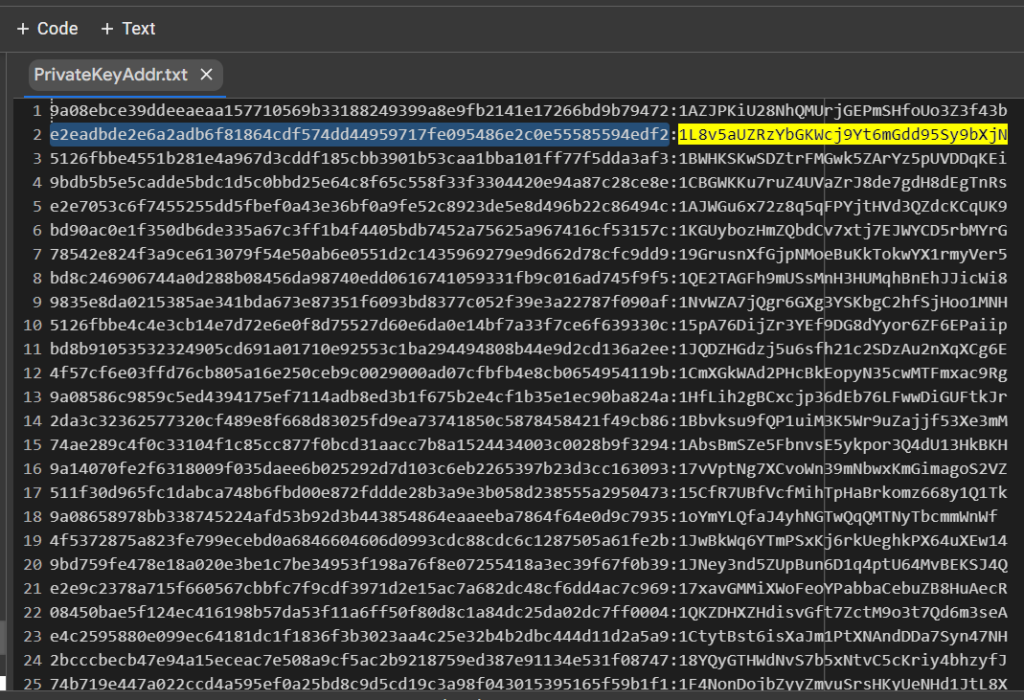 + Code + Text
PrivateKeyAddr.txt ×
1 9a08ebce39ddeeaeaa157710569b33188249399a8e9fb2141e17266bd9b79472:1AZJPKiU28NhQMUrjGEPmSHfoUo3Z3f43b
2 e2eadbde2e6a2adb6f81864cdf574dd44959717fe095486e2c0e55585594edf2:1L8v5aUZRzYbGKWcj9Yt6mGdd95Sy9bXjN
3 5126fbbe4551b281e4a967d3cddf185cbb3901b53caa1bba101ff77f5dda3af3:1BWHKSKwSDZtrFMGwk5ZArYz5pUVDDqKEi
4 9bdb5b5e5cadde5bdc1d5c0bbd25e64c8f65c558f33f3304420e94a87c28ce8e:1CBGWKKu7ruZ4UVaZrJ8de7gdH8dEgTnRs
5 e2e7053c6f7455255dd5fbef0a43e36bf0a9fe52c8923de5e8d496b22c86494c:1AJWGu6x72z8q5qFPYjtHVd3QZdcKCqUK9
6 bd90ac0e1f350db6de335a67c3ff1b4f4405bdb7452a75625a967416cf53157c:1KGUybozHmZQbdCv7xtj7EJWYCD5rbMYrG
7 78542e824f3a9ce613079f54e50ab6e0551d2c1435969279e9d662d78cfc9dd9:19GrusnXfGjpNMoeBuKkTokwYX1rmyVer5
8 bd8c246906744a0d288b08456da98740edd0616741059331fb9c016ad745f9f5:1QE2TAGFh9mUSsMnH3HUMqhBnEhJJicWi8
9 9835e8da0215385ae341bda673e87351f6093bd8377c052f39e3a22787f090af:1NvWZA7jQgr6GXg3YSKbgC2hfSjHoo1MNH
10 5126fbbe4c4e3cb14e7d72e6e0f8d75527d60e6da0e14bf7a33f7ce6f639330c:15pA76DijZr3YEf9DG8dYyor6ZF6EPaiip
11 bd8b91053532324905cd691a01710e92553c1ba294494808b44e9d2cd136a2ee:1JQDZHGdzj5u6sfh21c2SDzAu2nXqXCg6E
12 4f57cf6e03ffd76cb805a16e250ceb9c0029000ad07cfbfb4e8cb0654954119b:1CmXGkWAd2PHcBkEopyN35cwMTFmxac9Rg
13 9a08586c9859c5ed4394175ef7114adb8ed3b1f675b2e4cf1b35e1ec90ba824a:1HfLih2gBCxcjp36dEb76LFwwDiGUFtkJr
14 2da3c32362577320cf489e8f668d83025fd9ea73741850c5878458421f49cb86:1Bbvksu9fQP1uiM3K5Wr9uZajjf53Xe3mM
15 74ae289c4f0c33104f1c85cc877f0bcd31aacc7b8a1524434003c0028b9f3294:1AbsBmSZe5FbnvsE5ykpor3Q4dU13HkBKH
16 9a14070fe2f6318009f035daee6b025292d7d103c6eb2265397b23d3cc163093:17vVptNg7XCvoWn39mNbwxKmGimagoS2VZ
17 511f30d965fc1dabca748b6fbd00e872fddde28b3a9e3b058d238555a2950473:15CfR7UBfVcfMihTpHaBrkomz668y1Q1Tk
18 9a08658978bb338745224afd53b92d3b443854864eaaeeba7864f64e0d9c7935:1oYmYLQfaJ4yhNGTwQqQMTNyTbcmmWnWf
19 4f5372875a823fe799ecebd0a6846604606d0993cdc88cdc6c1287505a61fe2b:1JwBkWq6YTmPSxKj6rkUeghkPX64uXEw14
20 9bd759fe478e18a020e3be1c7be34953f198a76f8e07255418a3ec39f67f0b39:1JNey3nd5ZUpBun6D1q4ptU64MvBEKSJ4Q
21 e2e9c2378a715f660567cbbfc7f9cdf3971d2e15ac7a682dc48cf6dd4ac7c969:17xavGMMiXWoFeoYPabbaCebuZB8HuAecR
22 08450bae5f124ec416198b57da53f11a6ff50f80d8c1a84dc25da02dc7ff0004:1QKZDHXZHdisvGft7ZctM9o3t7Qd6m3seA
23 e4c2595880e099ec64181dc1f1836f3b3023aa4c25e32b4b2dbc444d11d2a5a9:1CtytBst6isXaJm1PtXNAndDDa7Syn47NH
24 2bcccbecb47e94a15eceac7e508a9cf5ac2b9218759ed387e91134e531f08747:18YQyGTHWdNvS7b5xNtvC5cKriy4bhzyfJ
25 74b719e447a022ccd4a595ef0a25bd8c9d5cd19c3a98f043015395165f59b1f1:1F4NonDojbZyyZmvuSrsHKyUeNHd1JtL8X